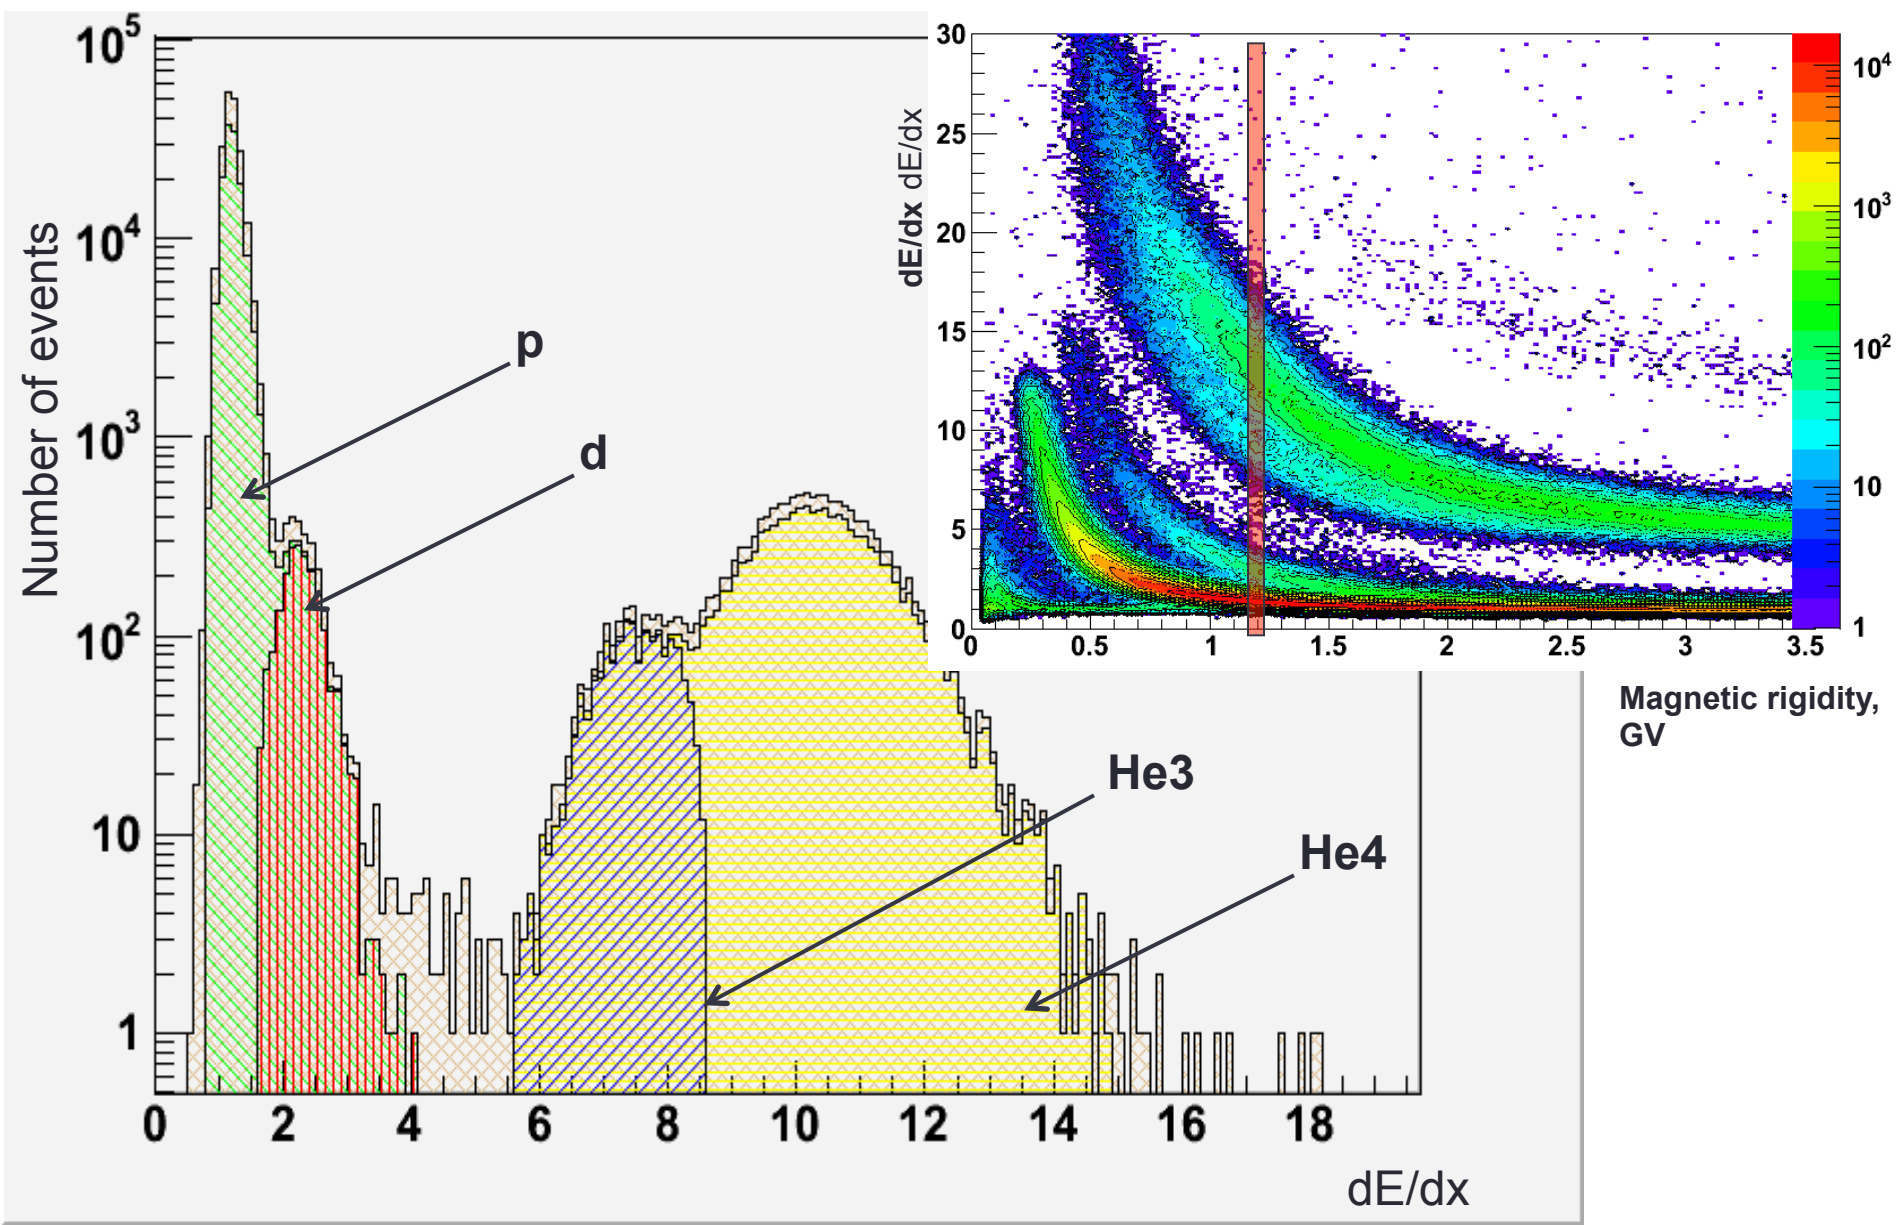 10^5
10^4
10^3
10^2
10
1
Number of events
p
d
He3
He4
0 2 4 6 8 10 12 14 16 18
dE/dx
30
25
20
15
10
5
0
dE/dx dE/dx
0 0.5 1 1.5 2 2.5 3 3.5
10^4
10^3
10^2
10
1
Magnetic rigidity,
GV